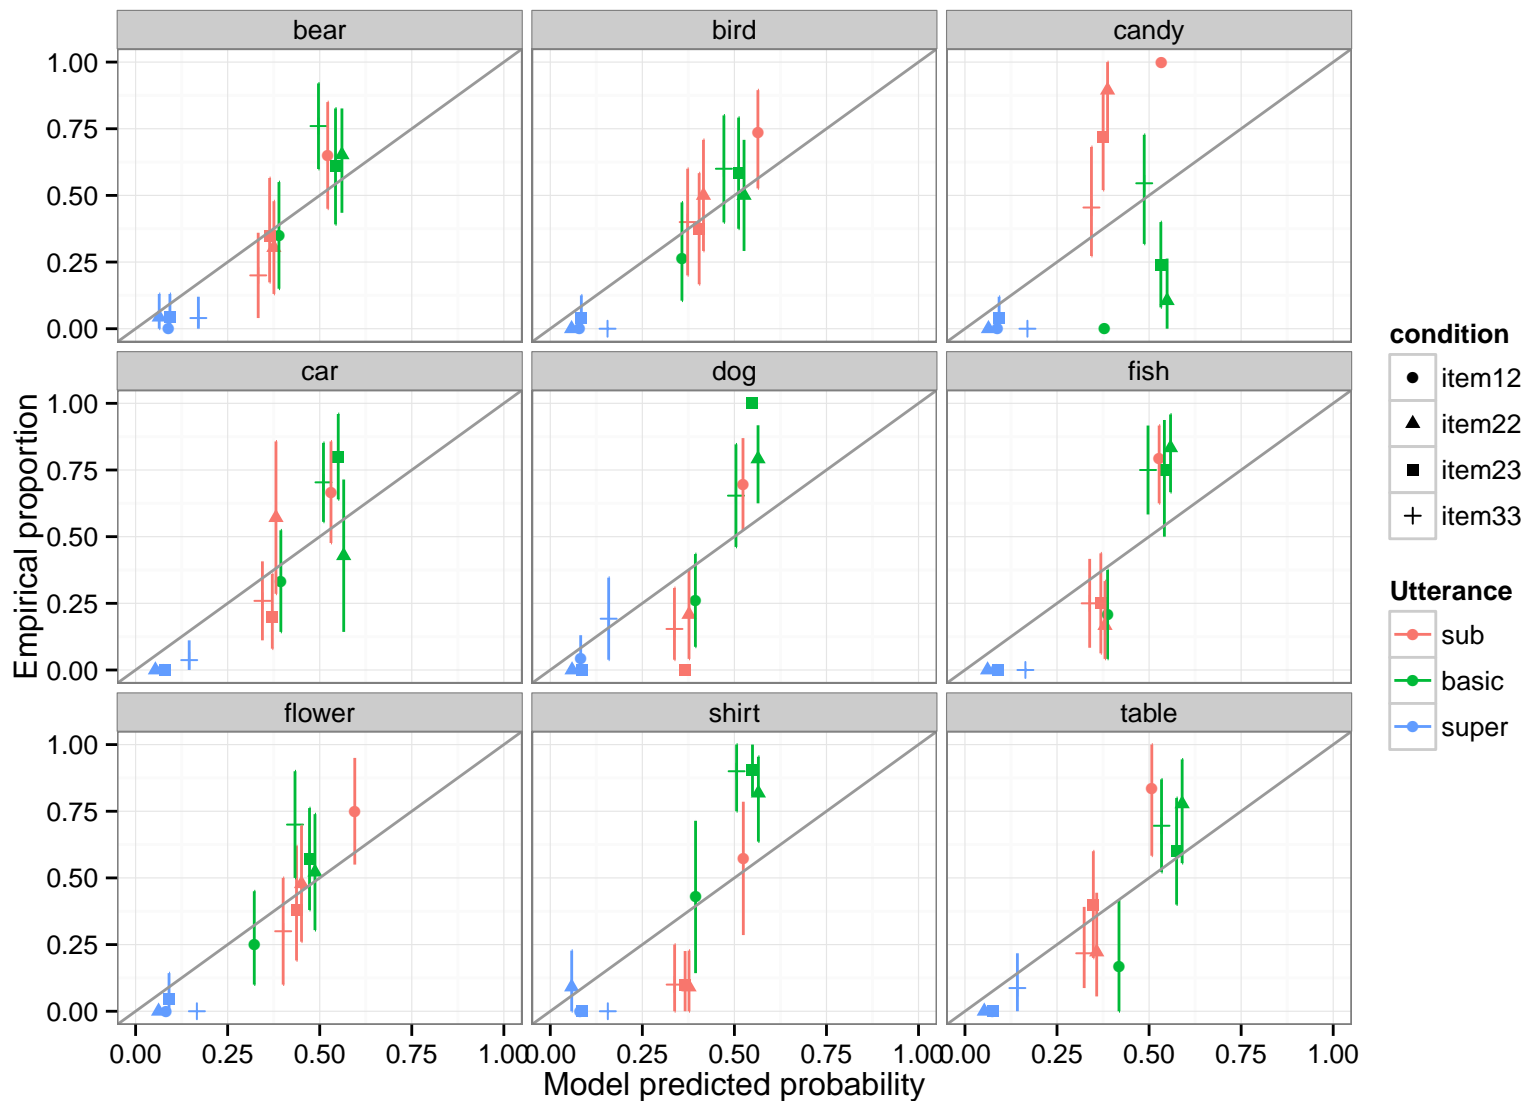 bear bird candy
1.00
0.75
0.50
0.25
0.00
car dog fish
1.00
0.75
0.50
0.25
0.00
flower shirt table
1.00
0.75
0.50
0.25
0.00
0.00 0.25 0.50 0.75 1.00 0.00 0.25 0.50 0.75 1.00 0.00 0.25 0.50 0.75 1.00
Model predicted probability
Empirical proportion
condition
item12
item22
item23
item33
Utterance
sub
basic
super